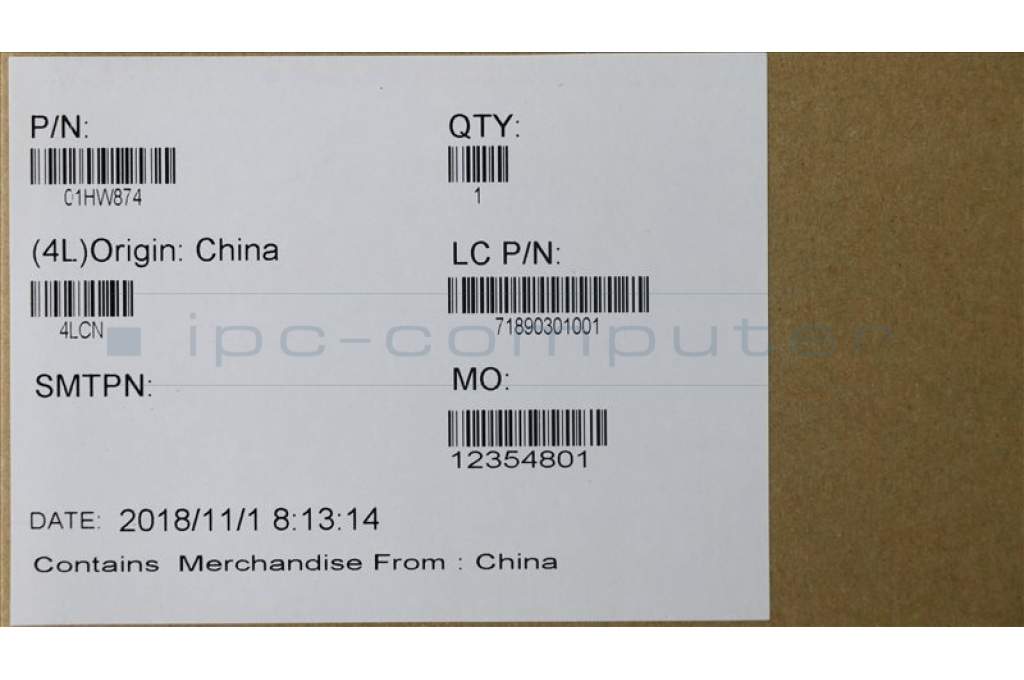 P/N:
01HW874
QTY:
1
(4L)Origin: China
4LCN
LC P/N:
71890301001
ipc-computer
SMTPN:
MO:
12354801
DATE: 2018/11/1 8:13:14
Contains Merchandise From : China